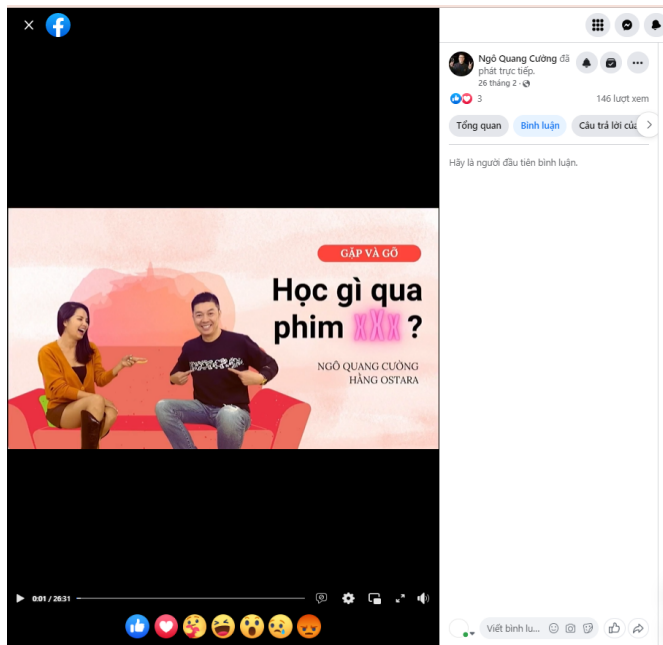 Ngô Quang Cường đã
phát trực tiếp.
26 tháng 2
3
146 lượt xem
Tổng quan
Bình luận
Câu trả lời của
Hãy là người đầu tiên bình luận.
GẶP VÀ GỠ
Học gì qua
phim XXX ?
NGÔ QUANG CƯỜNG
HẰNG OSTARA
0:01 / 26:31
Viết bình lu...